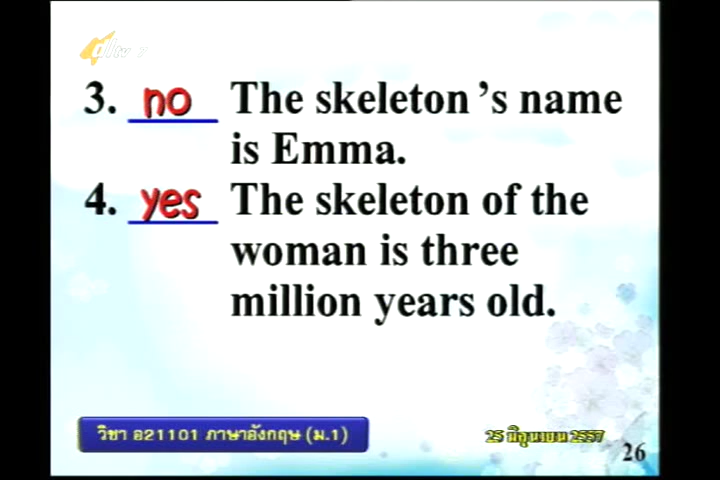 3. no The skeleton's name
is Emma.
4. yes The skeleton of the
woman is three
million years old.
วิชา อ21101 ภาษาอังกฤษ (ม.1)
25 มิถุนายน 2557
26